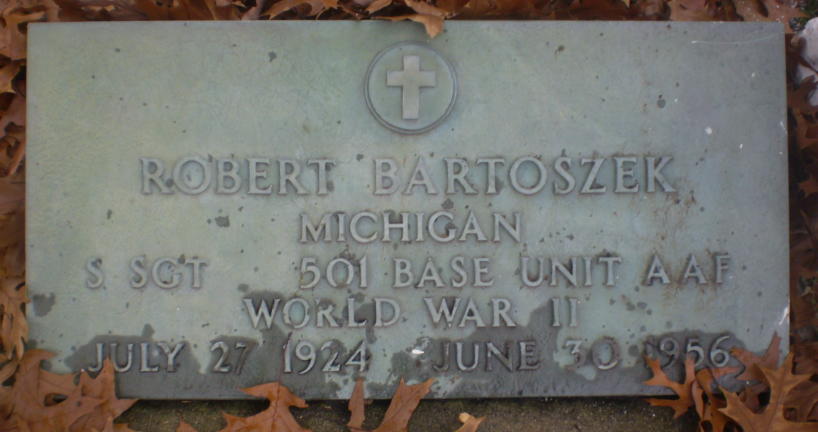 ROBERT BARTOSZEK
MICHIGAN
S SGT 501 BASE UNIT AAF
WORLD WAR II
JULY 27 1924 JUNE 30 1956